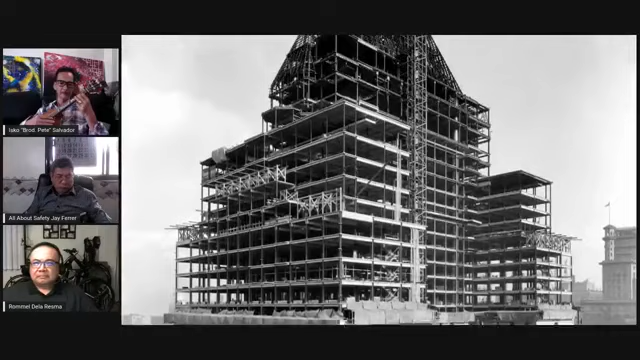 Isko "Brod. Pete" Salvador
All About Safety Jay Ferrer
Rommel Dela Resma